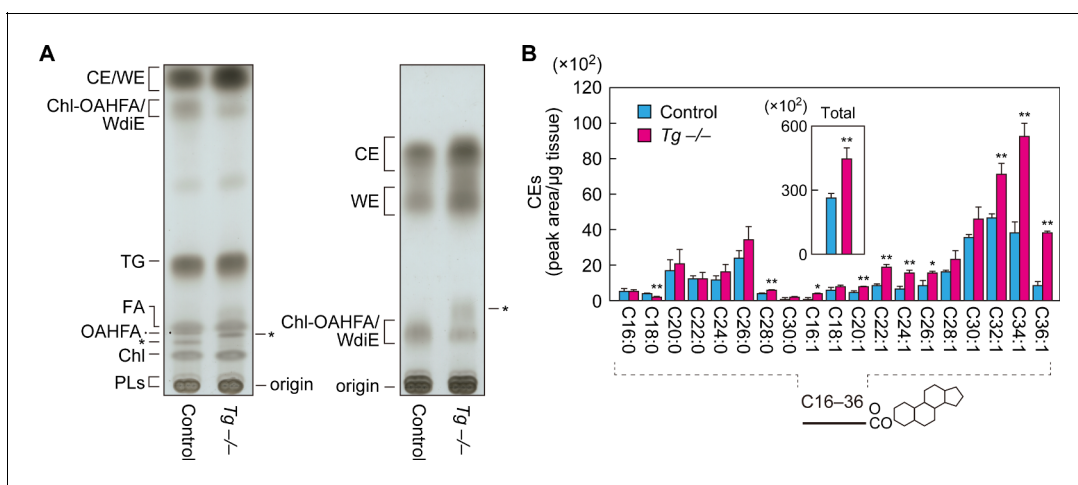 A
CE/WE
Chl-OAHFA/
WdiE
TG
FA
OAHFA
*
*
Chl
PLs
origin
Control
Tg –/–
CE
WE
*
Chl-OAHFA/
WdiE
origin
Control
Tg –/–
B
(×10²)
120
100
80
60
40
20
0
CEs
(peak area/µg tissue)
Control
Tg –/–
(×10²)
Total
600
300
0
**
**
**
*
**
**
**
*
**
**
**
C16:0
C18:0
C20:0
C22:0
C24:0
C26:0
C28:0
C30:0
C16:1
C18:1
C20:1
C22:1
C24:1
C26:1
C28:1
C30:1
C32:1
C34:1
C36:1
C16–36
O
CO